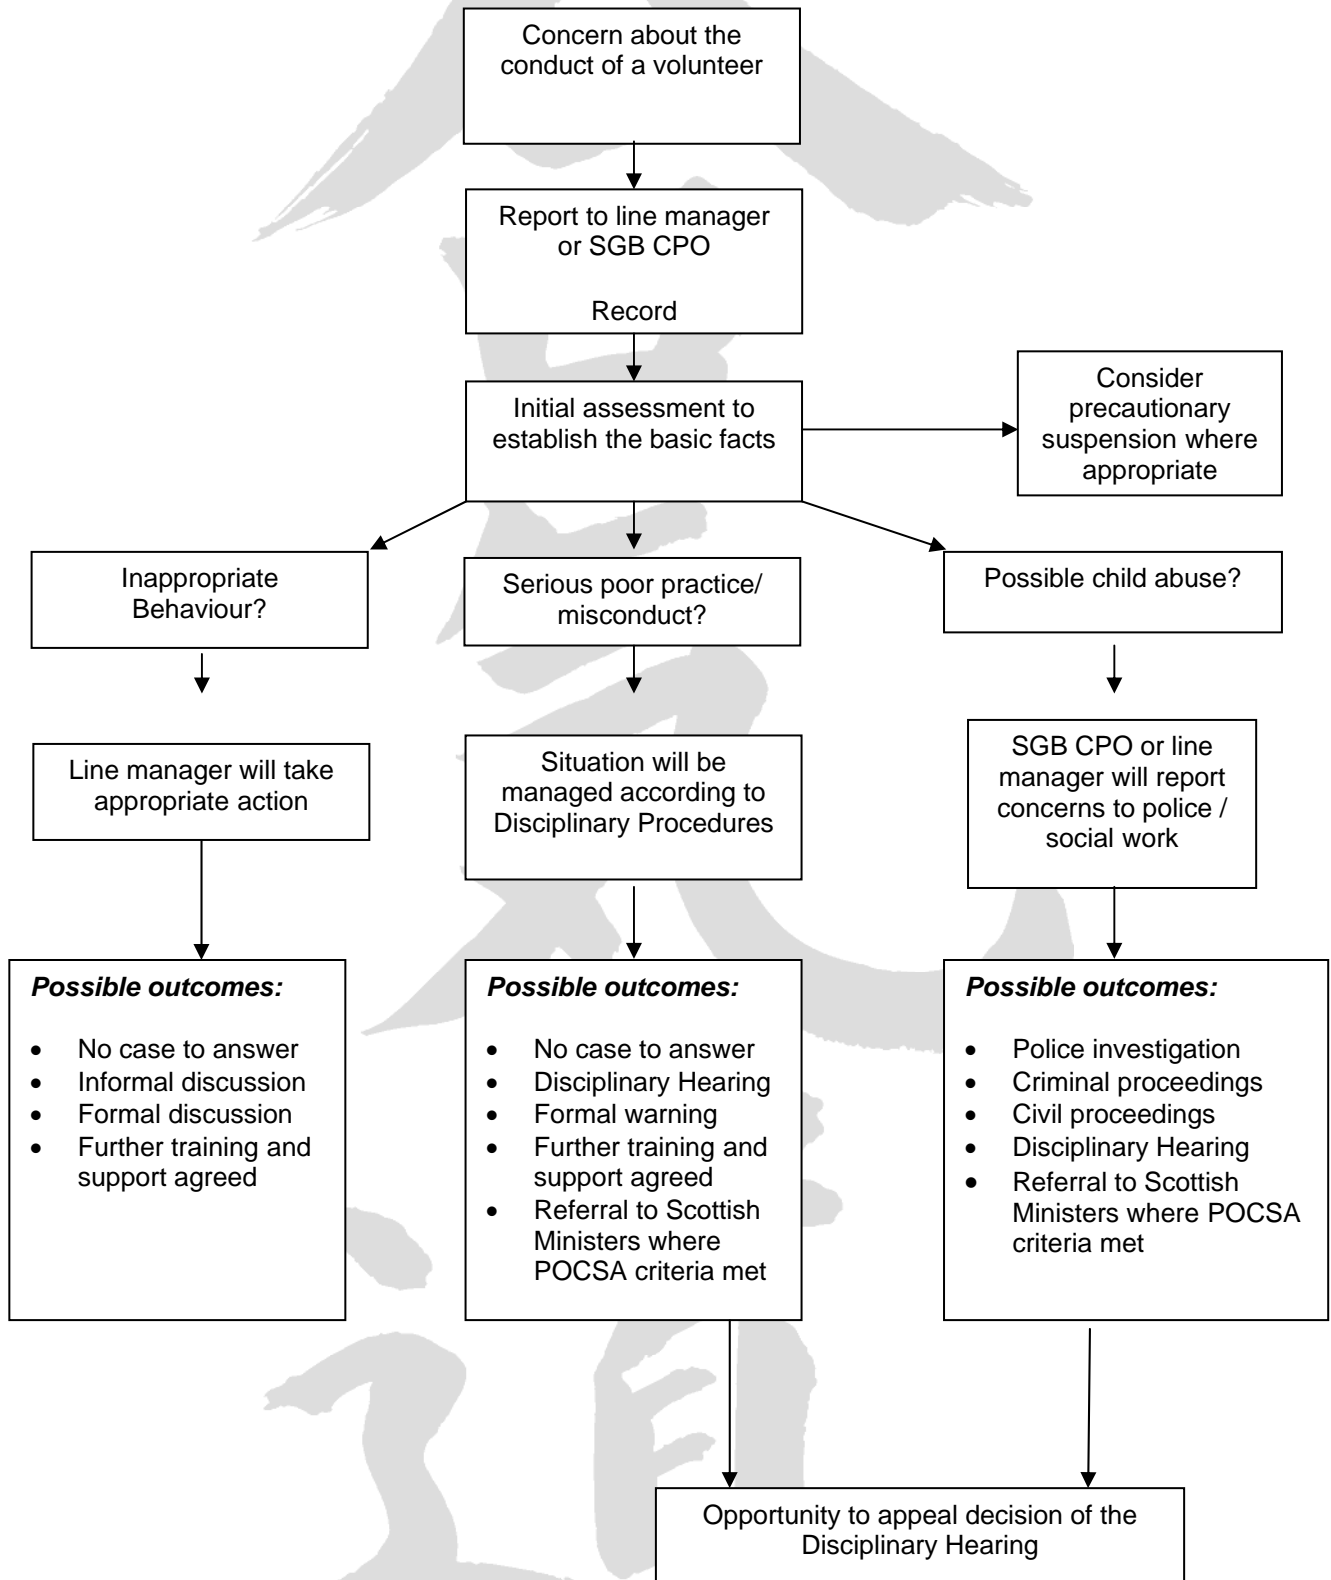 Concern about the
conduct of a volunteer
Report to line manager
or SGB CPO
Record
Initial assessment to
establish the basic facts
Consider
precautionary
suspension where
appropriate
Inappropriate
Behaviour?
Serious poor practice/
misconduct?
Possible child abuse?
Line manager will take
appropriate action
Situation will be
managed according to
Disciplinary Procedures
SGB CPO or line
manager will report
concerns to police /
social work
Possible outcomes:
• No case to answer
• Informal discussion
• Formal discussion
• Further training and
support agreed
Possible outcomes:
• No case to answer
• Disciplinary Hearing
• Formal warning
• Further training and
support agreed
• Referral to Scottish
Ministers where
POCSA criteria met
Possible outcomes:
• Police investigation
• Criminal proceedings
• Civil proceedings
• Disciplinary Hearing
• Referral to Scottish
Ministers where POCSA
criteria met
Opportunity to appeal decision of the
Disciplinary Hearing